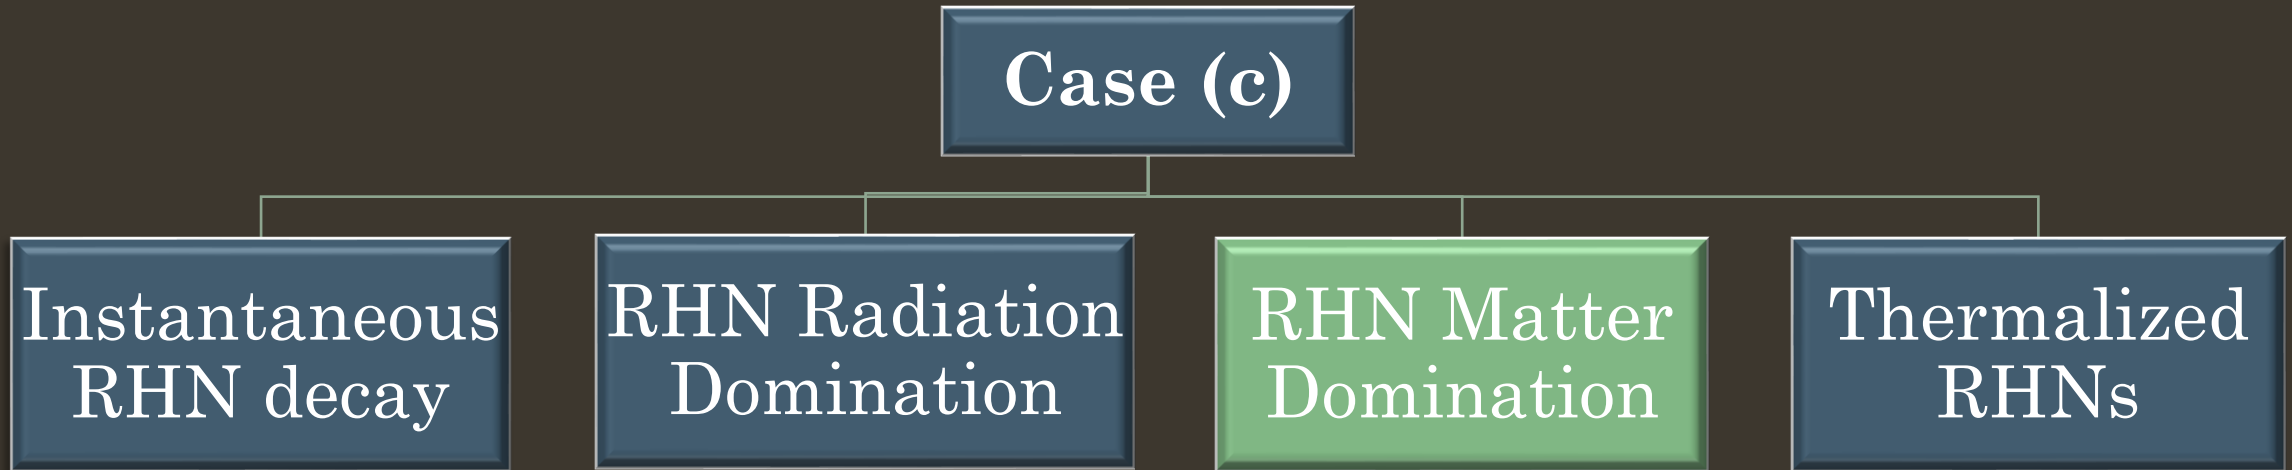 Case (c)
Instantaneous
RHN decay
RHN Radiation
Domination
RHN Matter
Domination
Thermalized
RHNs